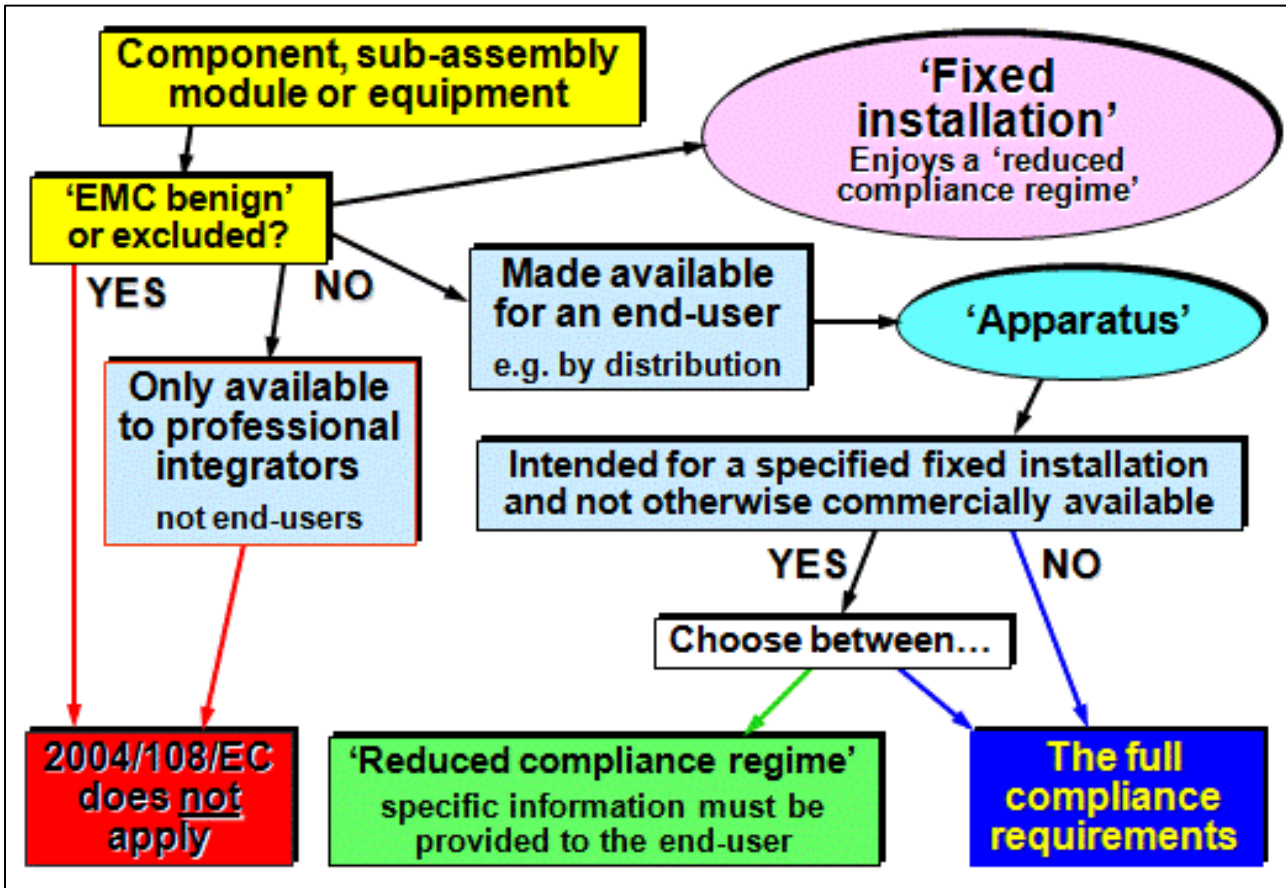 Component, sub-assembly
module or equipment
‘Fixed
installation’
Enjoys a ‘reduced
compliance regime’
‘EMC benign’
or excluded?
YES
NO
Made available
for an end-user
e.g. by distribution
‘Apparatus’
Only available
to professional
integrators
not end-users
Intended for a specified fixed installation
and not otherwise commercially available
YES
NO
Choose between…
2004/108/EC
does not
apply
‘Reduced compliance regime’
specific information must be
provided to the end-user
The full
compliance
requirements